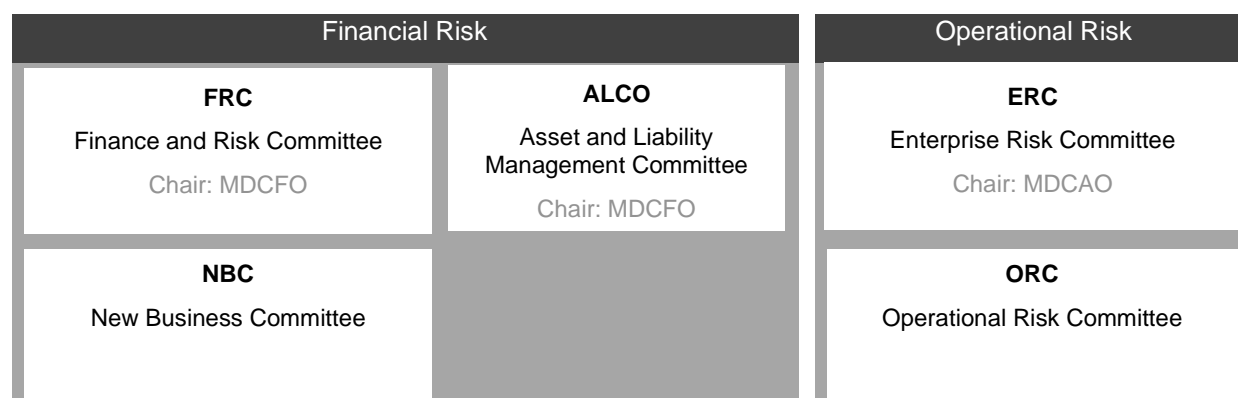 Financial Risk
FRC
Finance and Risk Committee
Chair: MDCFO
ALCO
Asset and Liability
Management Committee
Chair: MDCFO
NBC
New Business Committee
Operational Risk
ERC
Enterprise Risk Committee
Chair: MDCAO
ORC
Operational Risk Committee